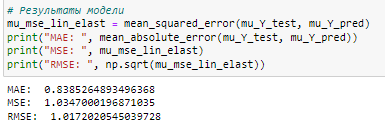 # Результаты модели
mu_mse_lin_elast = mean_squared_error(mu_Y_test, mu_Y_pred)
print("MAE: ", mean_absolute_error(mu_Y_test, mu_Y_pred))
print("MSE: ", mu_mse_lin_elast)
print("RMSE: ", np.sqrt(mu_mse_lin_elast))
MAE:  0.8385264893496368
MSE:  1.0347000196871035
RMSE:  1.0172020545039728